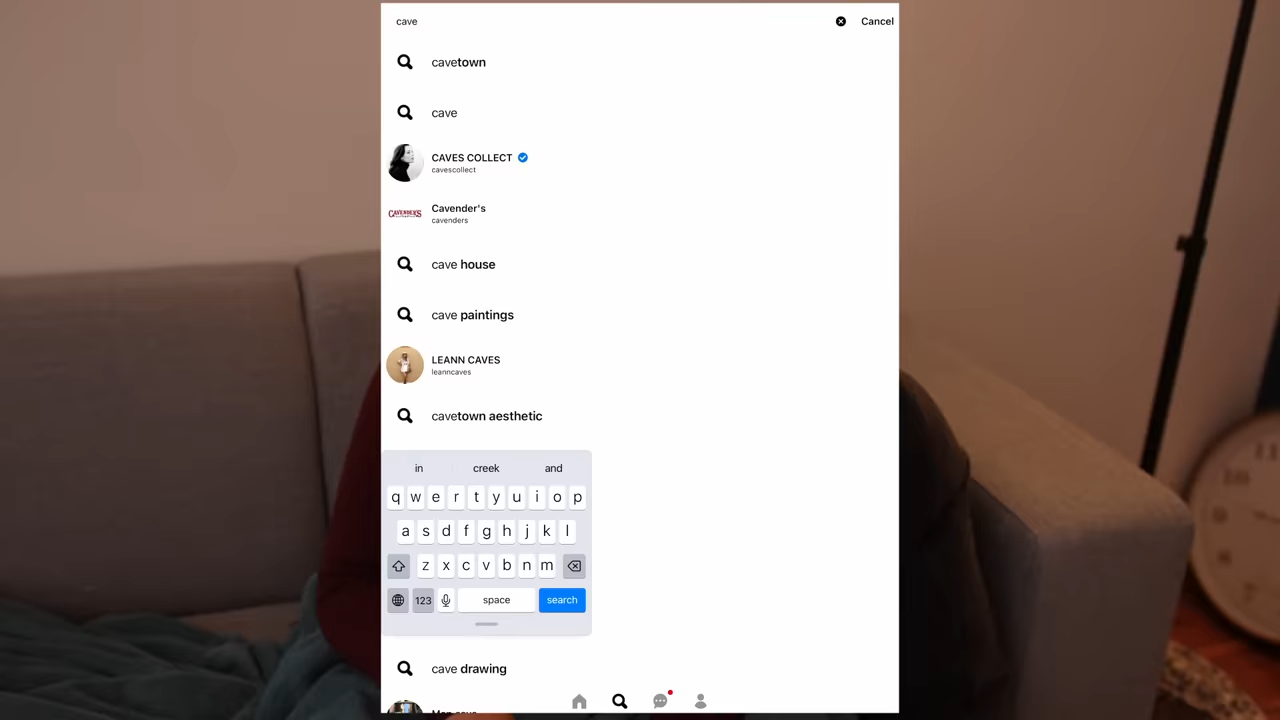 cave
Cancel
cavetown
cave
CAVES COLLECT
cavescollect
CAVENDER'S
Cavender's
cavenders
cave house
cave paintings
LEANN CAVES
leanncaves
cavetown aesthetic
in creek and
q w e r t y u i o p
a s d f g h j k l
z x c v b n m
123 space search
cave drawing